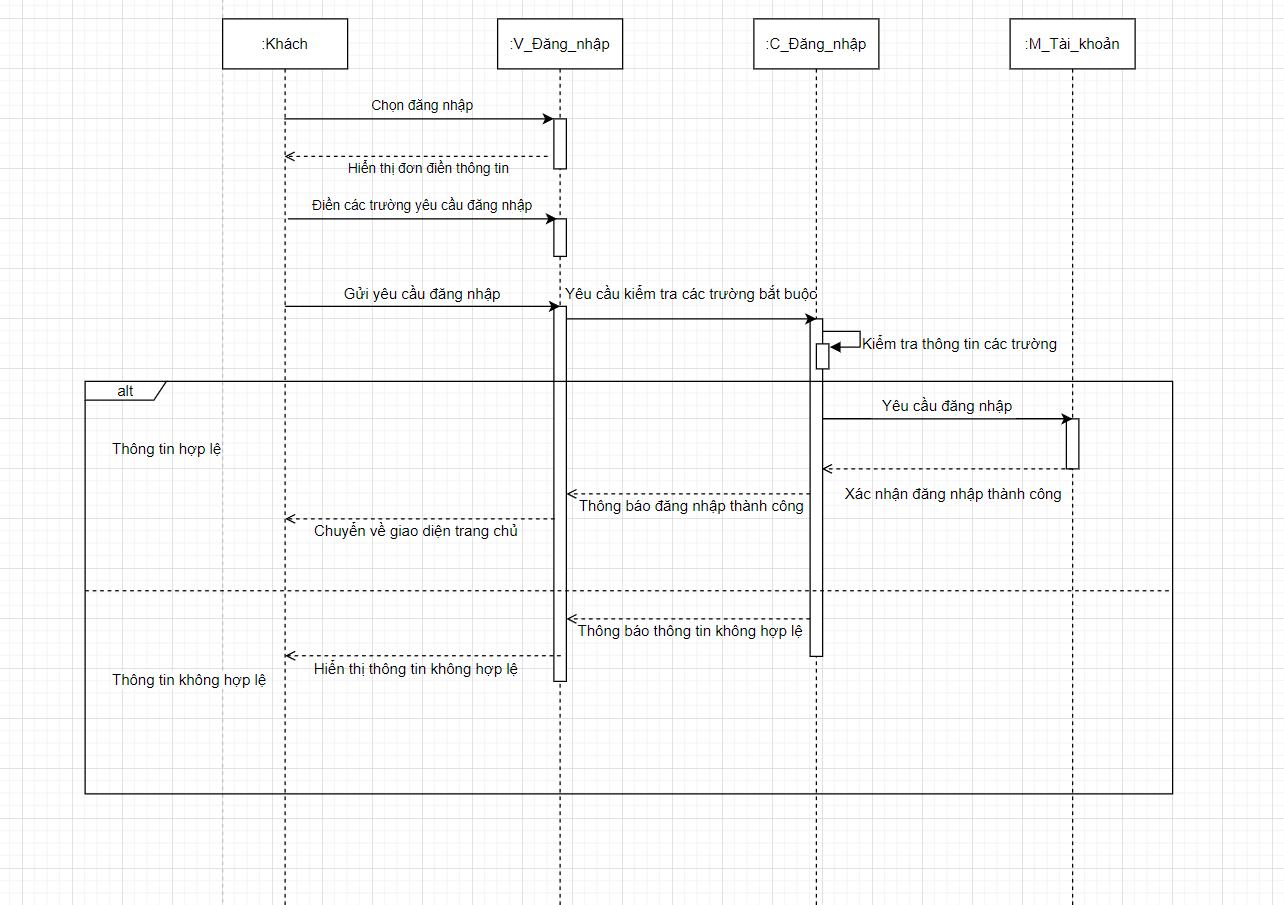 :Khách
:V_Đăng_nhập
:C_Đăng_nhập
:M_Tài_khoản
Chọn đăng nhập
Hiển thị đơn điền thông tin
Điền các trường yêu cầu đăng nhập
Gửi yêu cầu đăng nhập
Yêu cầu kiểm tra các trường bắt buộc
Kiểm tra thông tin các trường
alt
Yêu cầu đăng nhập
Thông tin hợp lệ
Xác nhận đăng nhập thành công
Thông báo đăng nhập thành công
Chuyển về giao diện trang chủ
Thông báo thông tin không hợp lệ
Hiển thị thông tin không hợp lệ
Thông tin không hợp lệ